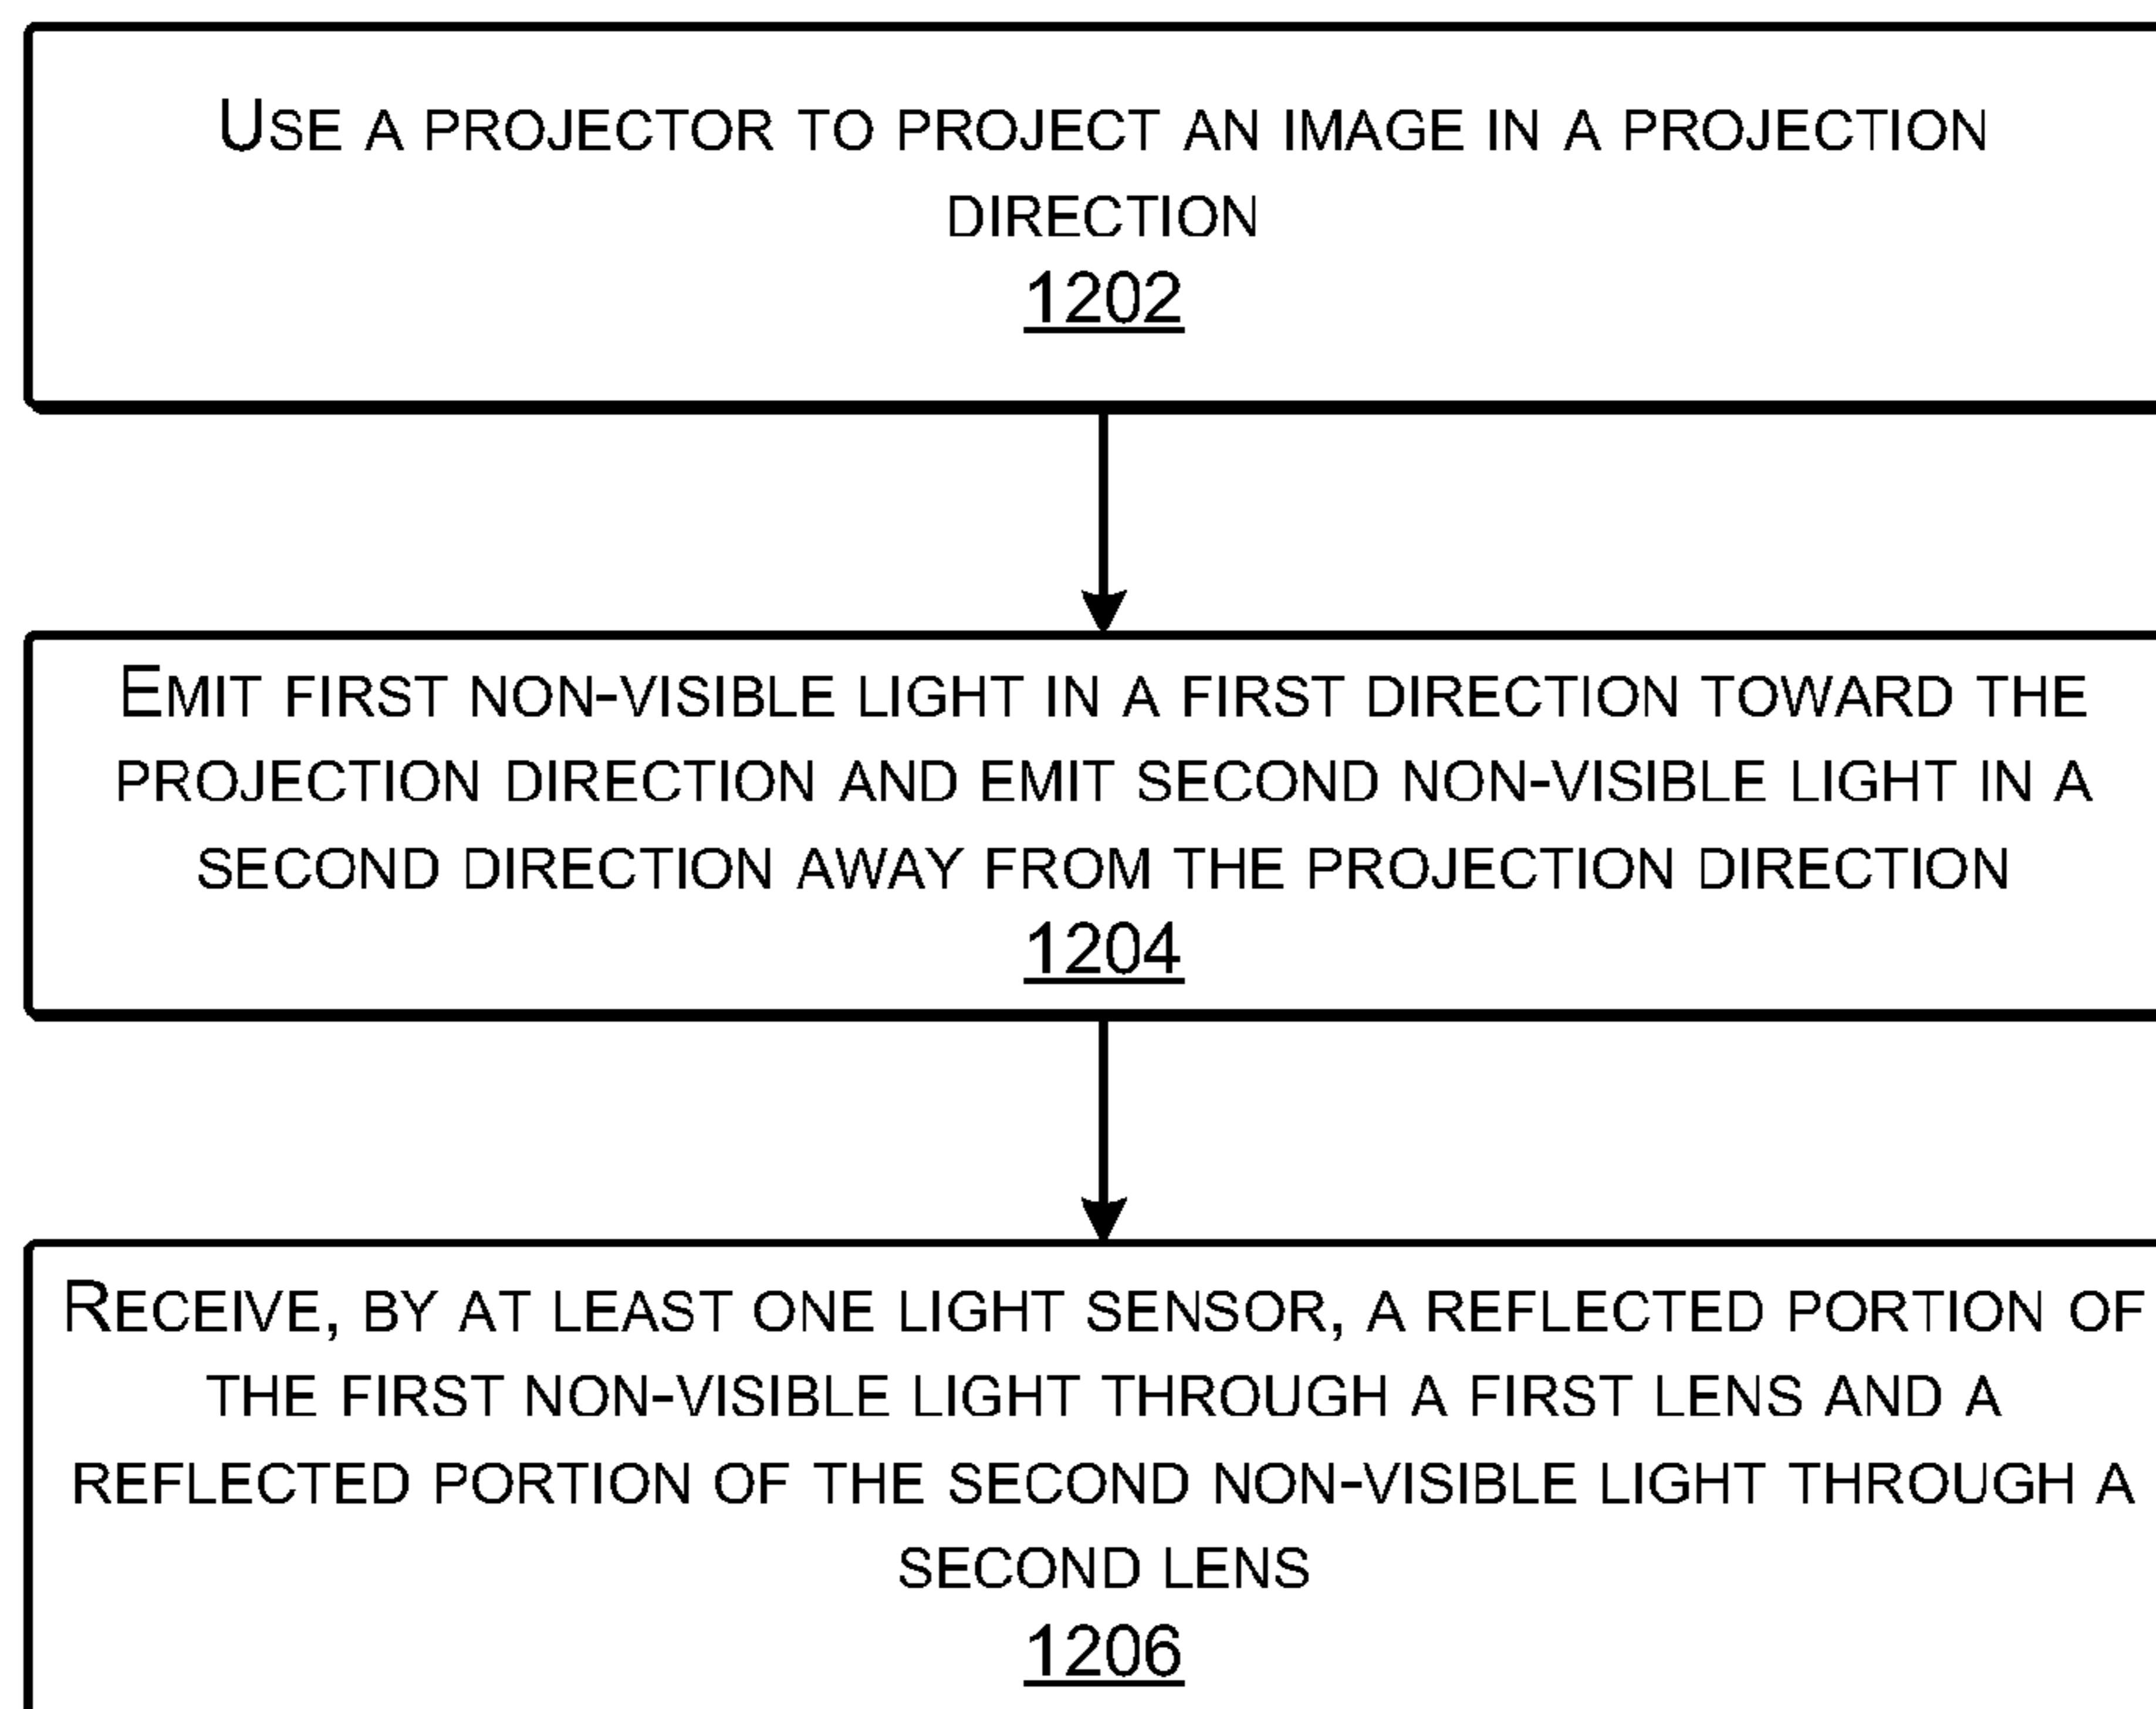 USE A PROJECTOR TO PROJECT AN IMAGE IN A PROJECTION
DIRECTION
1202
EMIT FIRST NON-VISIBLE LIGHT IN A FIRST DIRECTION TOWARD THE
PROJECTION DIRECTION AND EMIT SECOND NON-VISIBLE LIGHT IN A
SECOND DIRECTION AWAY FROM THE PROJECTION DIRECTION
1204
RECEIVE, BY AT LEAST ONE LIGHT SENSOR, A REFLECTED PORTION OF
THE FIRST NON-VISIBLE LIGHT THROUGH A FIRST LENS AND A
REFLECTED PORTION OF THE SECOND NON-VISIBLE LIGHT THROUGH A
SECOND LENS
1206